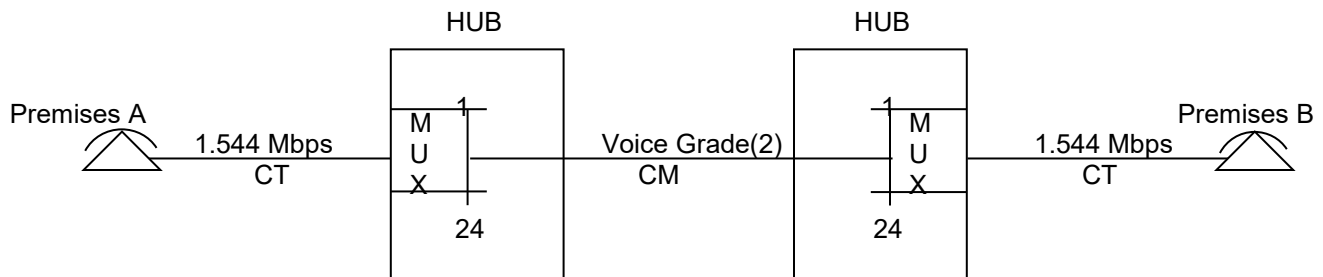 HUB
HUB
Premises A
1
M
U
X
24
1.544 Mbps
CT
Voice Grade(2)
CM
1
M
U
X
24
1.544 Mbps
CT
Premises B